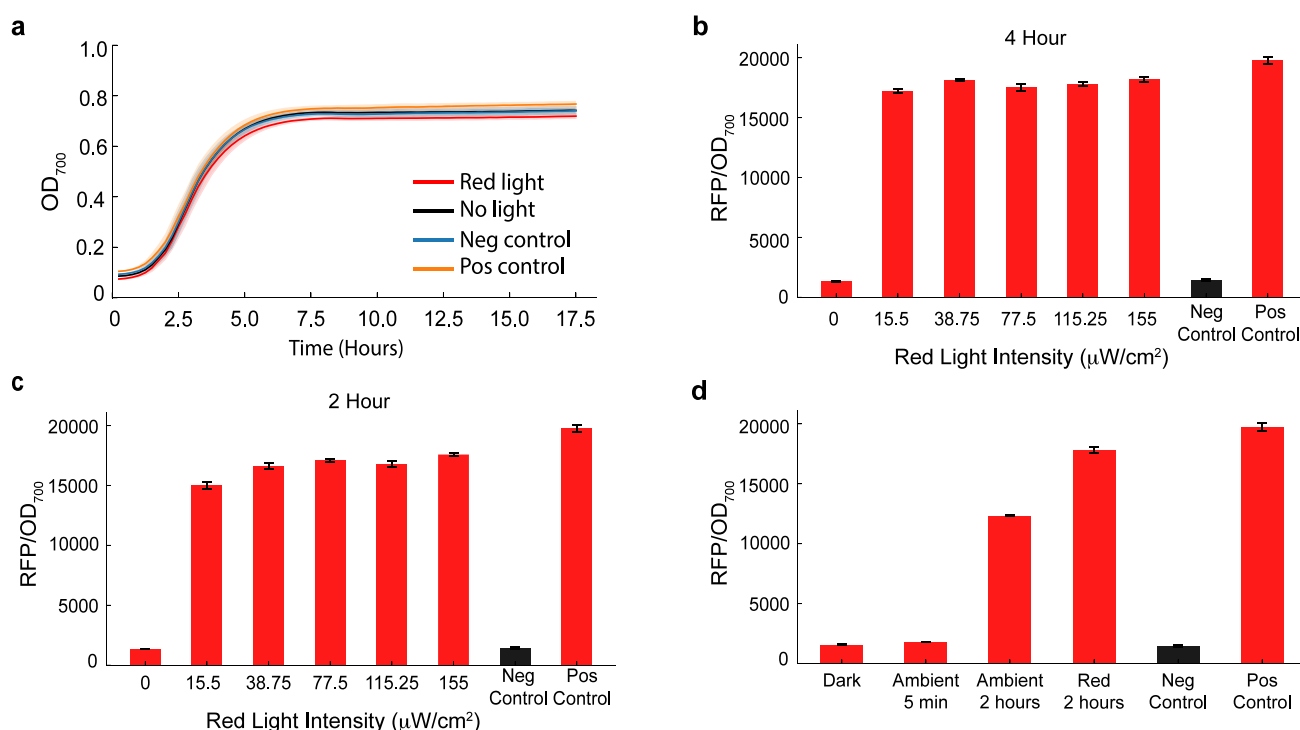 a
1.0
0.8
0.6
0.4
0.2
0
OD700
Red light
No light
Neg control
Pos control
0 2.5 5.0 7.5 10.0 12.5 15.0 17.5
Time (Hours)
b
4 Hour
20000
15000
10000
5000
0
RFP/OD700
0 15.5 38.75 77.5 115.25 155 Neg Control Pos Control
Red Light Intensity (μW/cm²)
c
2 Hour
20000
15000
10000
5000
0
RFP/OD700
0 15.5 38.75 77.5 115.25 155 Neg Control Pos Control
Red Light Intensity (μW/cm²)
d
20000
15000
10000
5000
0
RFP/OD700
Dark Ambient 5 min Ambient 2 hours Red 2 hours Neg Control Pos Control